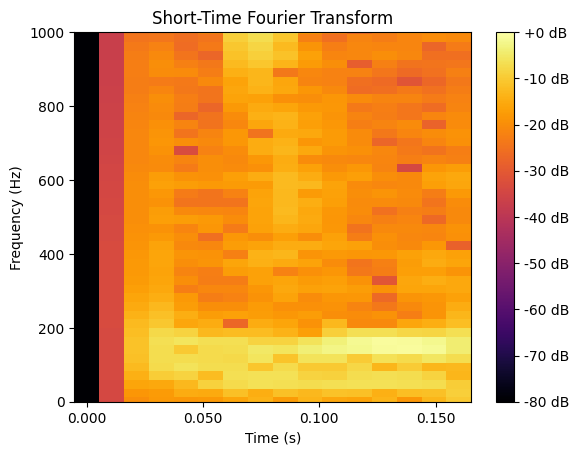 Short-Time Fourier Transform
1000
800
600
400
200
0
Frequency (Hz)
0.000
0.050
0.100
0.150
Time (s)
+0 dB
-10 dB
-20 dB
-30 dB
-40 dB
-50 dB
-60 dB
-70 dB
-80 dB